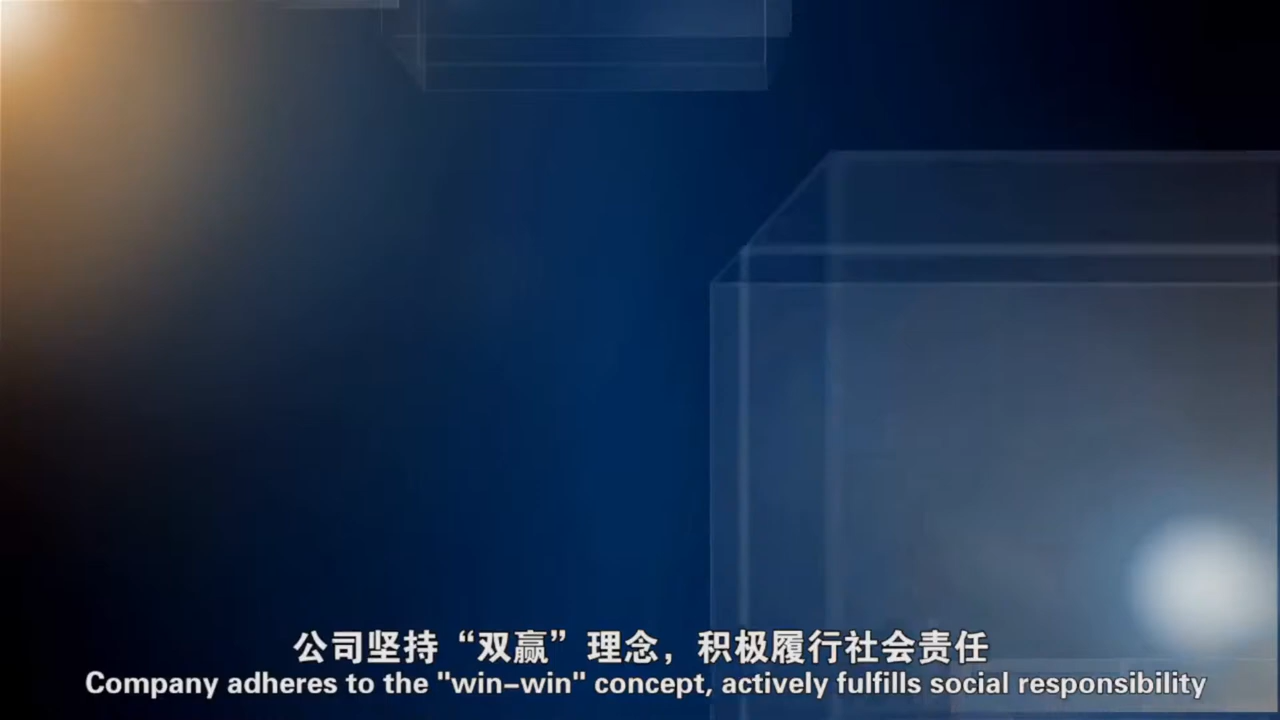 公司坚持“双赢”理念，积极履行社会责任
Company adheres to the "win-win" concept, actively fulfills social responsibility